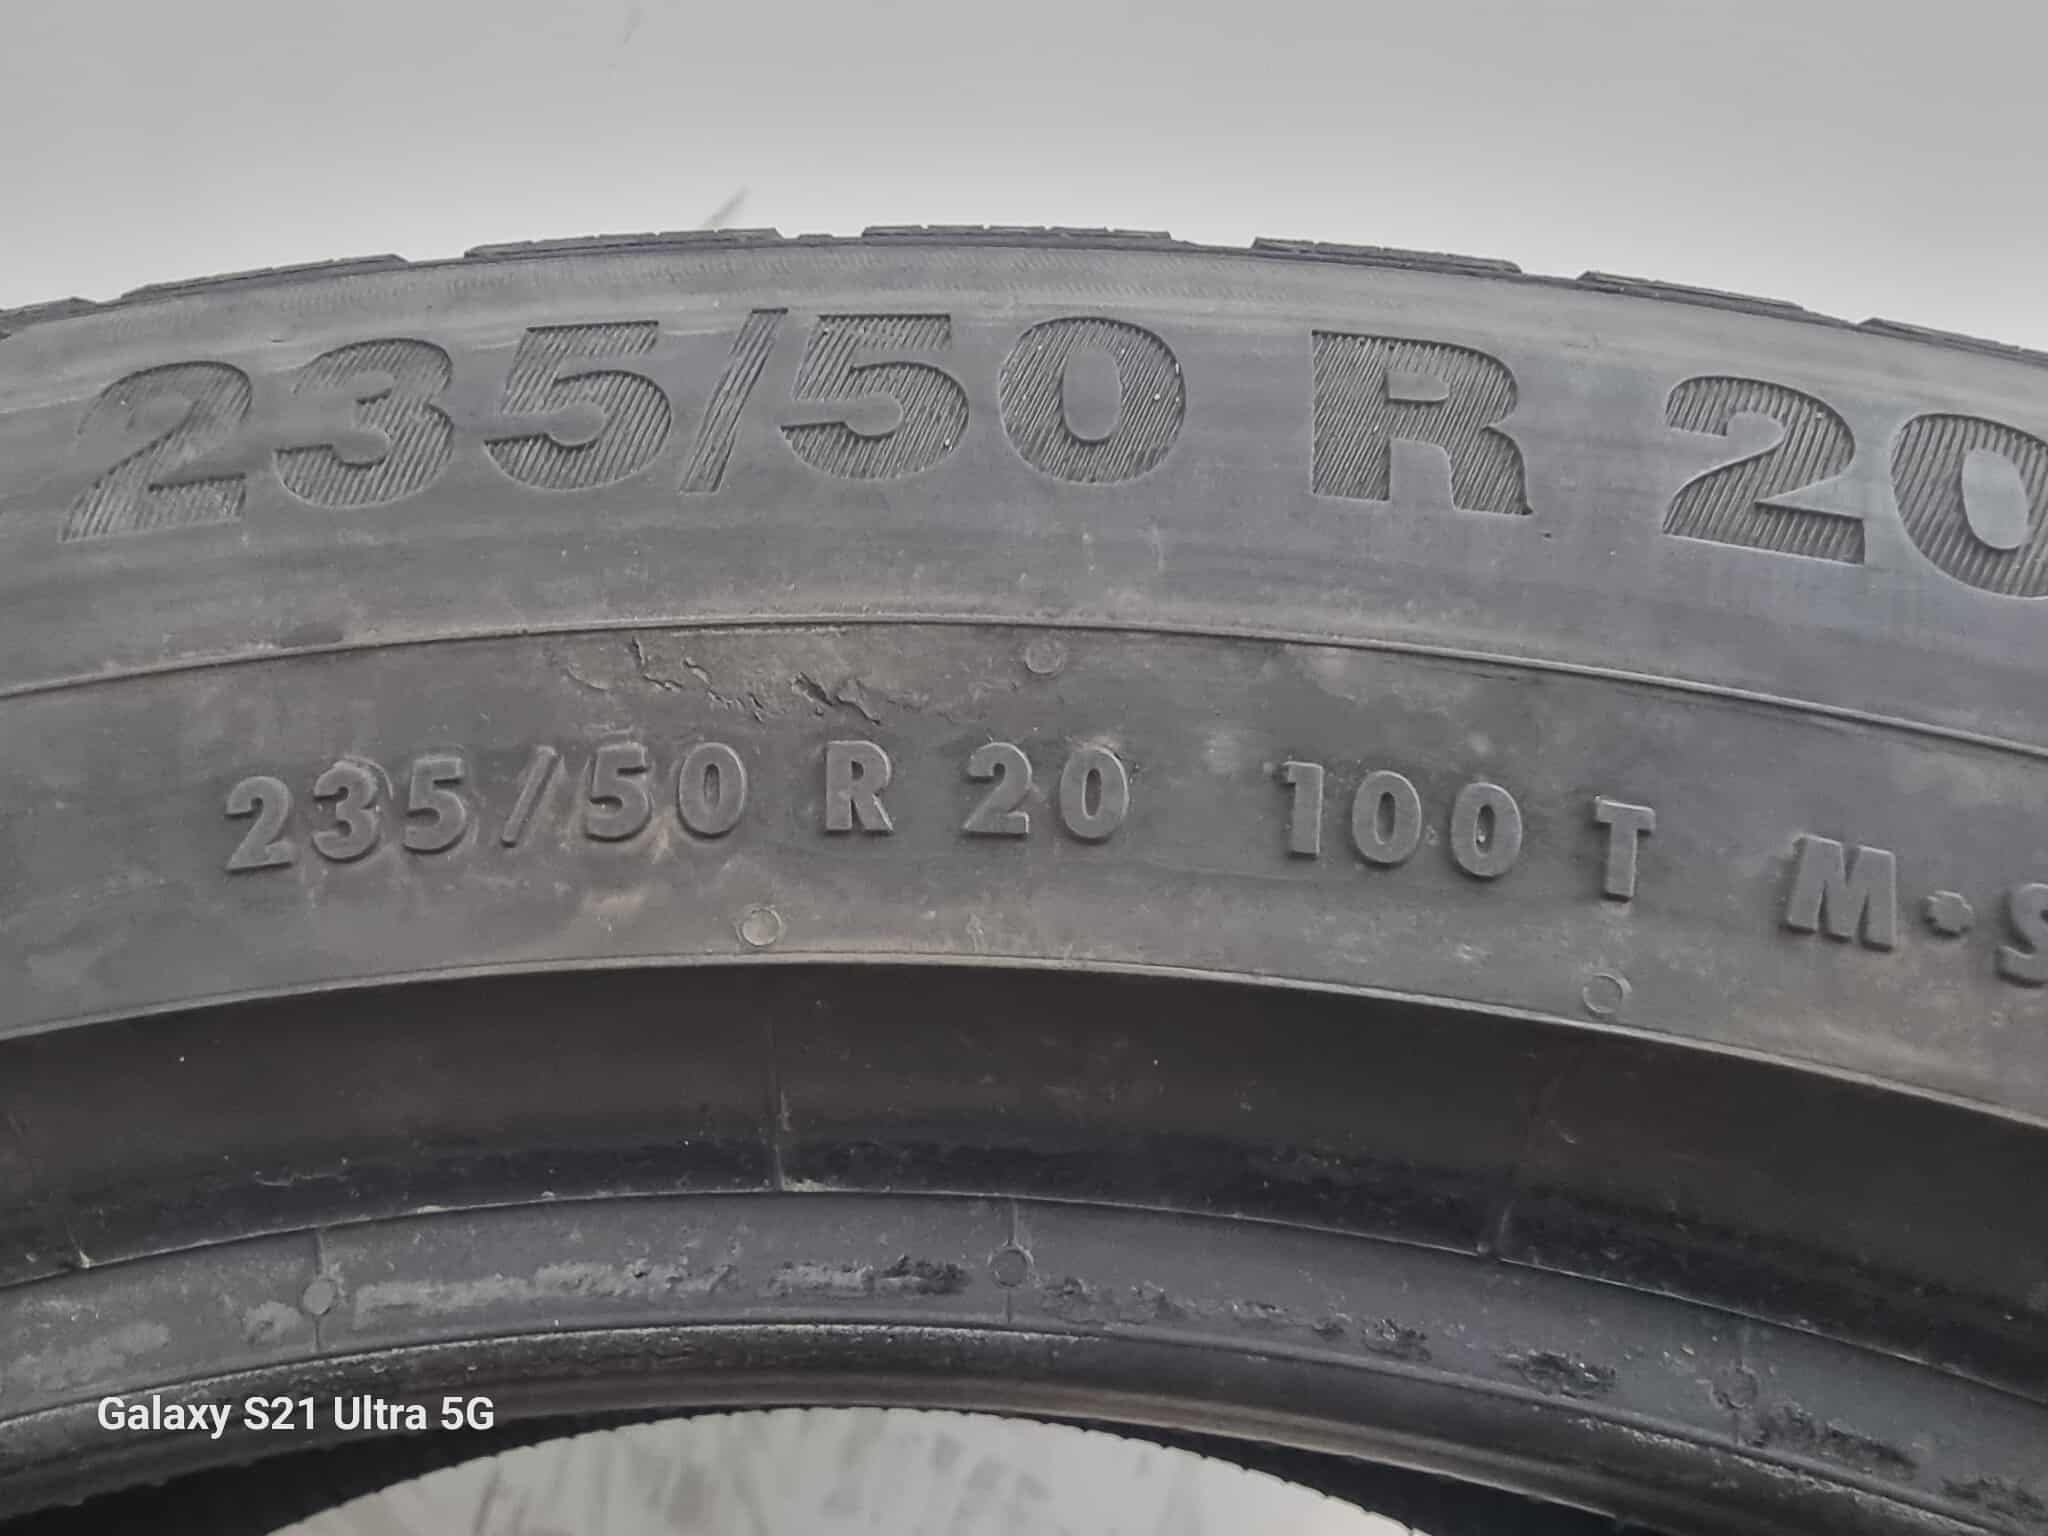 235/50 R 20
235/50 R 20 100 T M•S
Galaxy S21 Ultra 5G